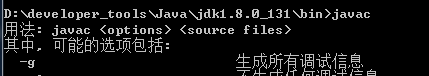 D:\developer_tools\Java\jdk1.8.0_131\bin>javac
用法: javac <options> <source files>
其中, 可能的选项包括:
-g 生成所有调试信息